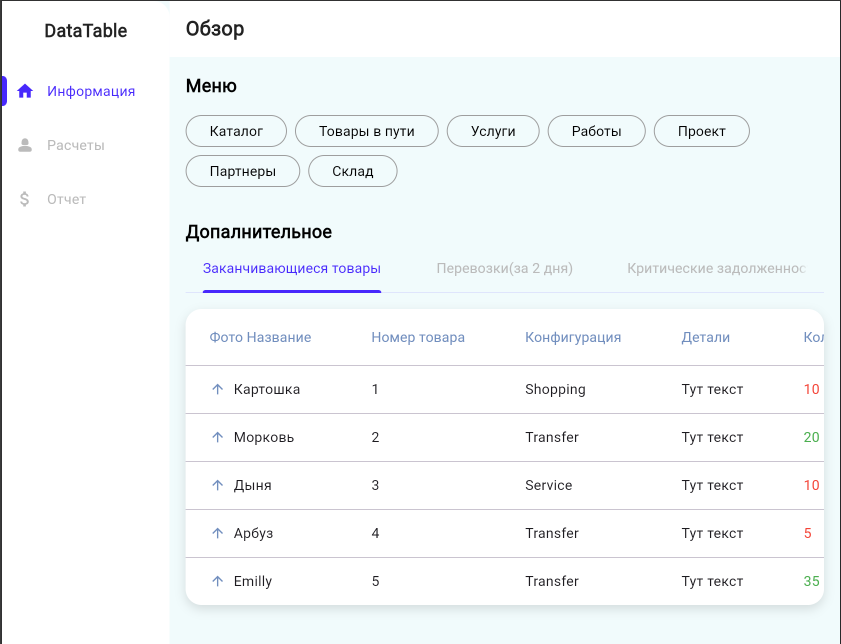 DataTable
Обзор
Информация
Расчеты
Отчет
Меню
Каталог Товары в пути Услуги Работы Проект
Партнеры Склад
Допалнительное
Заканчивающиеся товары Перевозки(за 2 дня) Критические задолженнос
Фото Название Номер товара Конфигурация Детали Кол
Картошка 1 Shopping Тут текст 10
Морковь 2 Transfer Тут текст 20
Дыня 3 Service Тут текст 10
Арбуз 4 Transfer Тут текст 5
Emilly 5 Transfer Тут текст 35